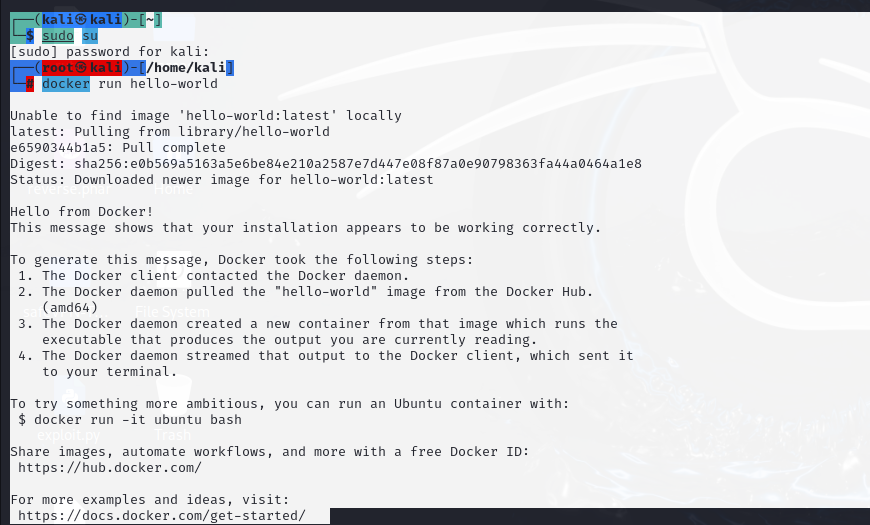 ┌──(kali㉿kali)-[~]
└─$ sudo su
[sudo] password for kali:
┌──(root㉿kali)-[/home/kali]
└─# docker run hello-world
Unable to find image 'hello-world:latest' locally
latest: Pulling from library/hello-world
e6590344b1a5: Pull complete
Digest: sha256:e0b569a5163a5e6be84e210a2587e7d447e08f87a0e90798363fa44a0464a1e8
Status: Downloaded newer image for hello-world:latest
reverse.phar
Home
Hello from Docker!
This message shows that your installation appears to be working correctly.
To generate this message, Docker took the following steps:
1. The Docker client contacted the Docker daemon.
2. The Docker daemon pulled the "hello-world" image from the Docker Hub.
(amd64)
File System
3. The Docker daemon created a new container from that image which runs the
executable that produces the output you are currently reading.
4. The Docker daemon streamed that output to the Docker client, which sent it
to your terminal.
To try something more ambitious, you can run an Ubuntu container with:
$ docker run -it ubuntu bash
exploit.py
Trash
Share images, automate workflows, and more with a free Docker ID:
https://hub.docker.com/
For more examples and ideas, visit:
https://docs.docker.com/get-started/